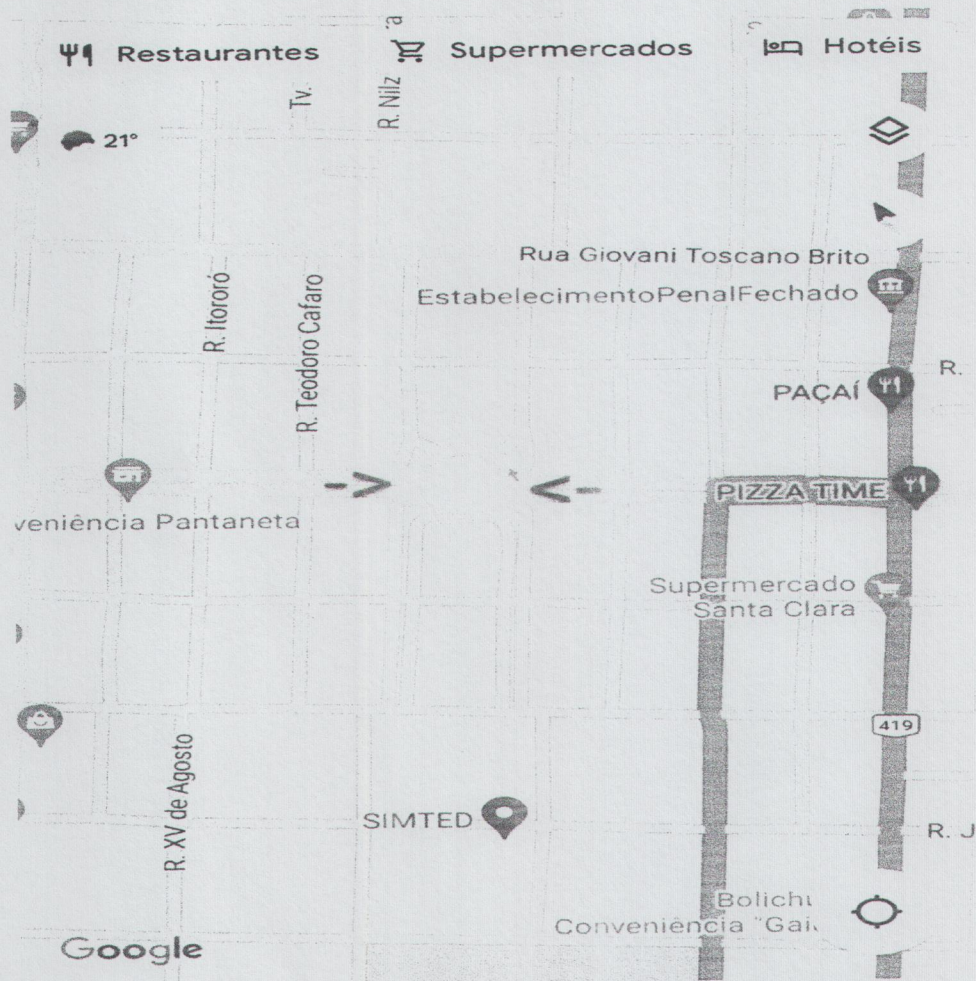 Restaurantes
Supermercados
Hotéis
Tv.
R. Nilz
21°
Rua Giovani Toscano Brito
EstabelecimentoPenalFechado
R. Itororó
R. Teodoro Cafaro
R.
PAÇAÍ
PIZZA TIME
veniência Pantaneta
Supermercado
Santa Clara
419
R. XV de Agosto
SIMTED
R. J
Bolich
Conveniência "Gai
Google